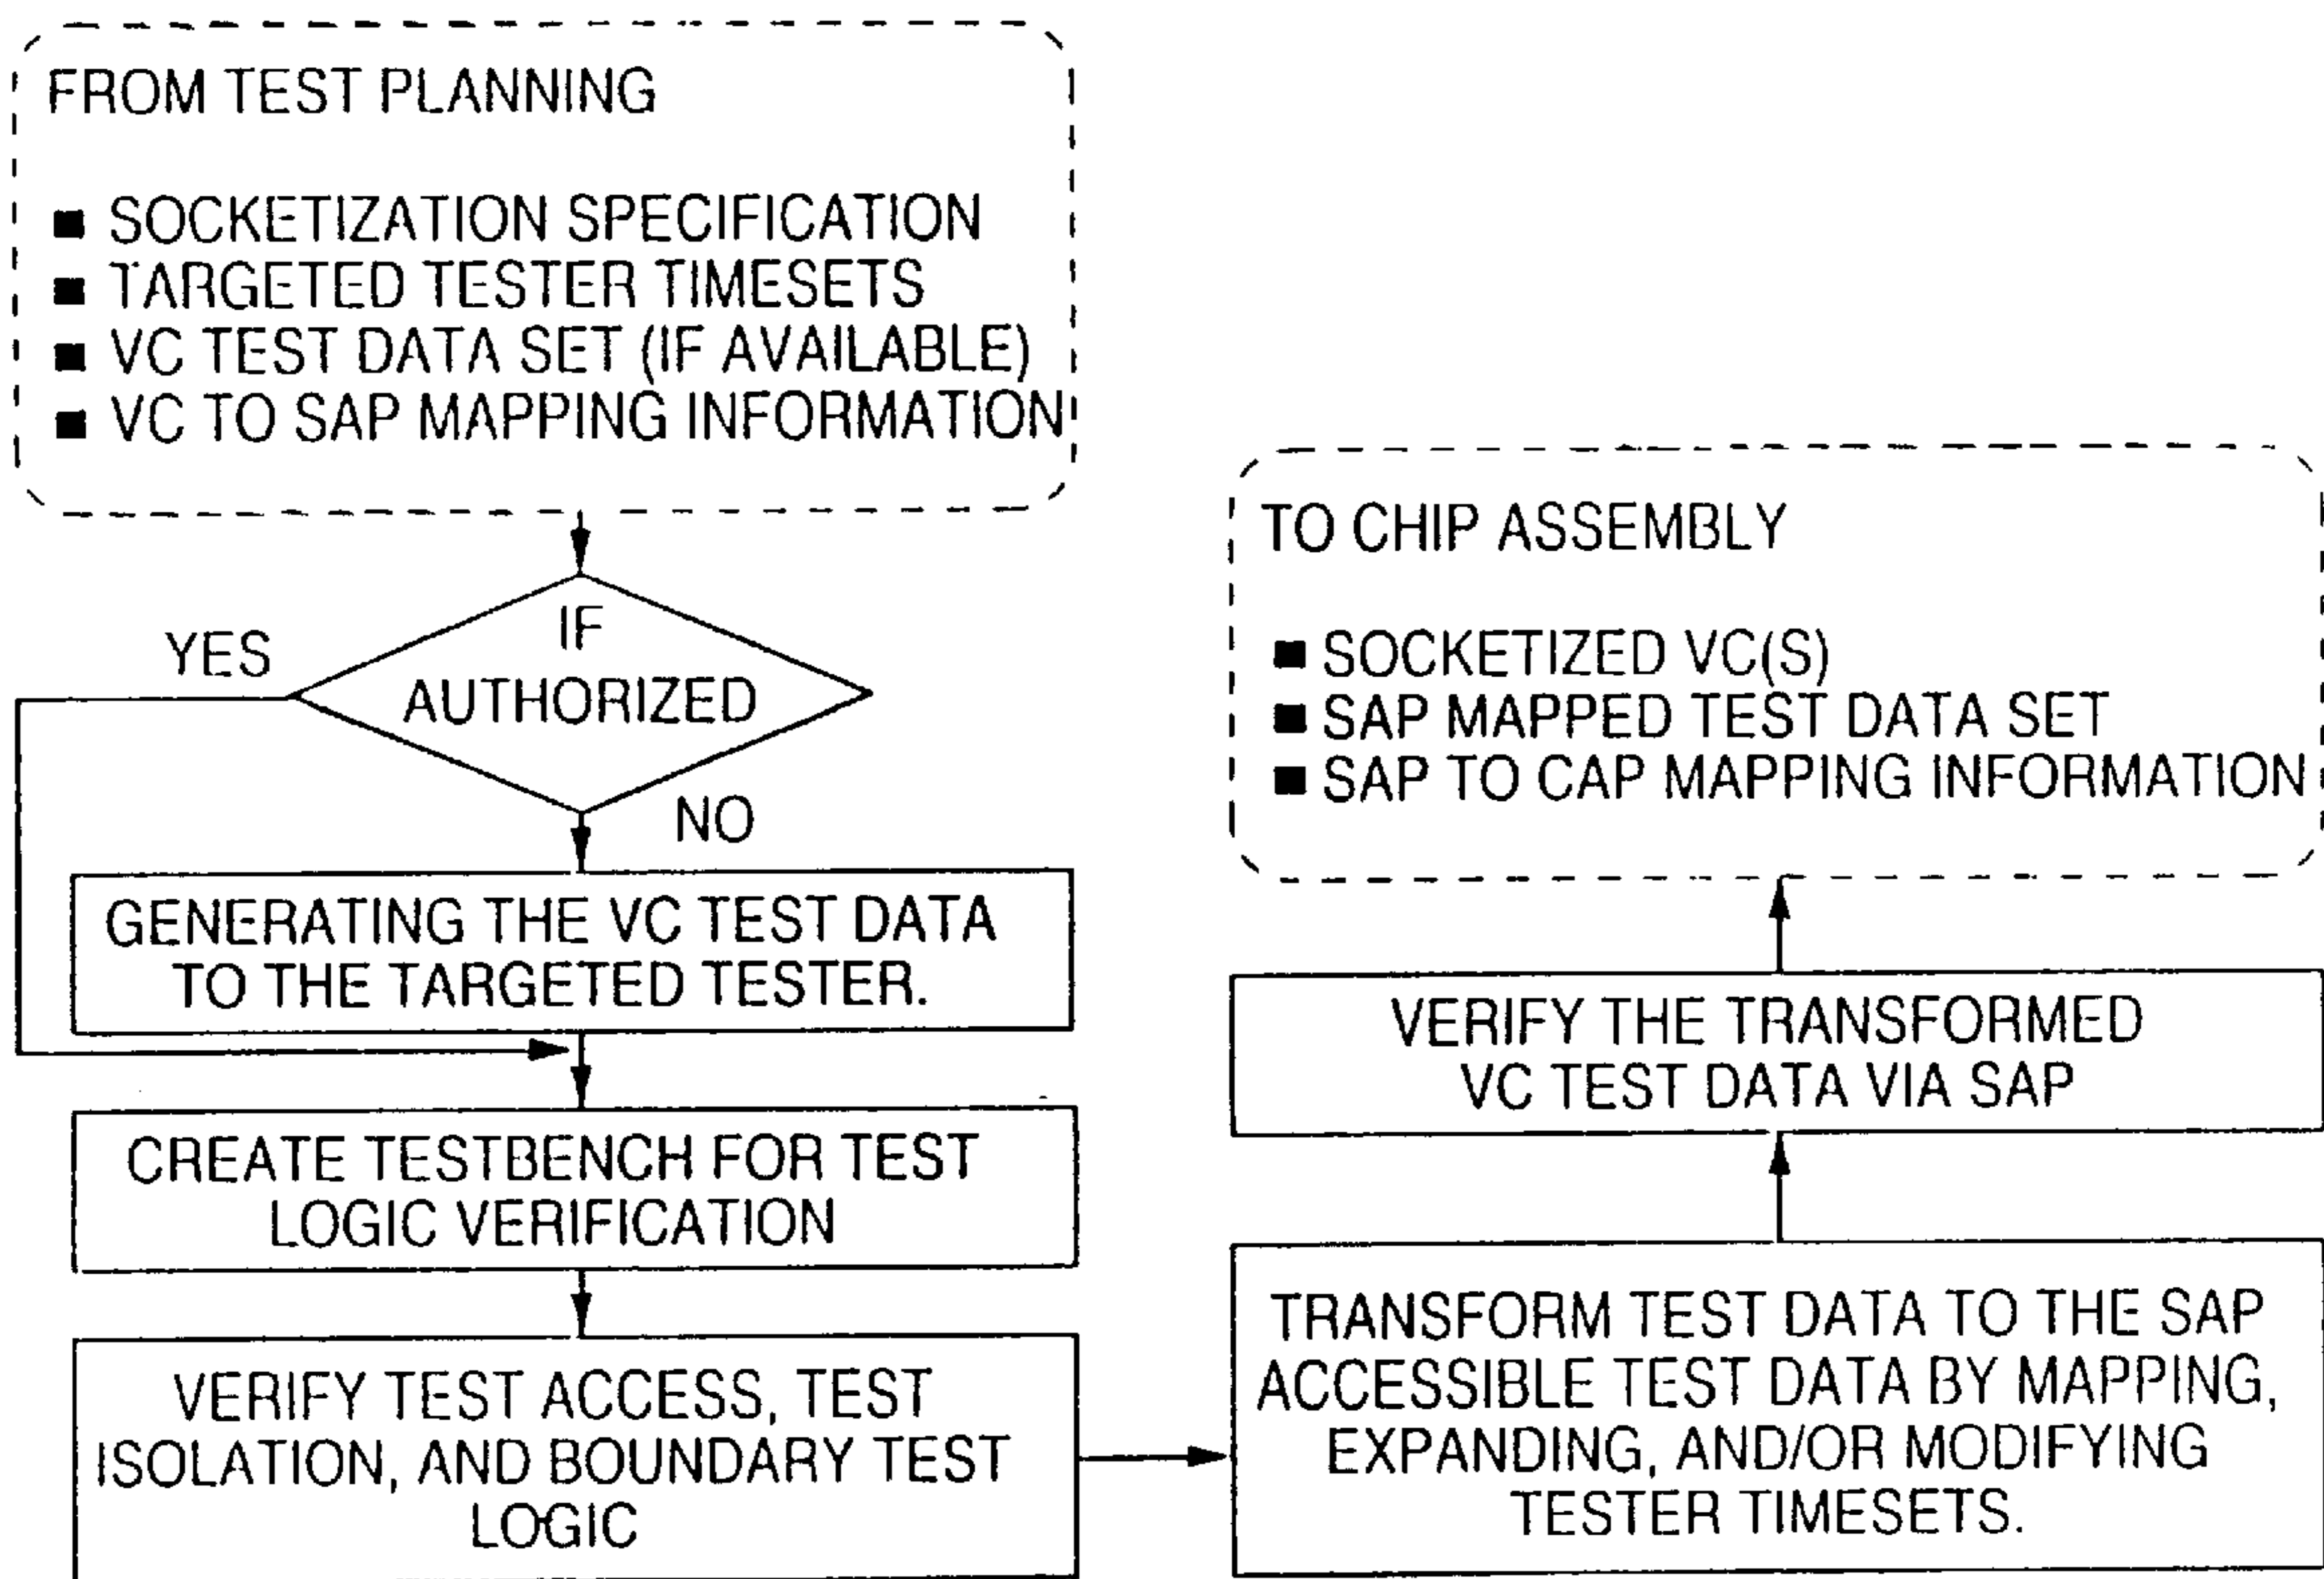 FROM TEST PLANNING
■ SOCKETIZATION SPECIFICATION
■ TARGETED TESTER TIMESETS
■ VC TEST DATA SET (IF AVAILABLE)
■ VC TO SAP MAPPING INFORMATION
IF
AUTHORIZED
YES
NO
GENERATING THE VC TEST DATA
TO THE TARGETED TESTER.
CREATE TESTBENCH FOR TEST
LOGIC VERIFICATION
VERIFY TEST ACCESS, TEST
ISOLATION, AND BOUNDARY TEST
LOGIC
TRANSFORM TEST DATA TO THE SAP
ACCESSIBLE TEST DATA BY MAPPING,
EXPANDING, AND/OR MODIFYING
TESTER TIMESETS.
VERIFY THE TRANSFORMED
VC TEST DATA VIA SAP
TO CHIP ASSEMBLY
■ SOCKETIZED VC(S)
■ SAP MAPPED TEST DATA SET
■ SAP TO CAP MAPPING INFORMATION